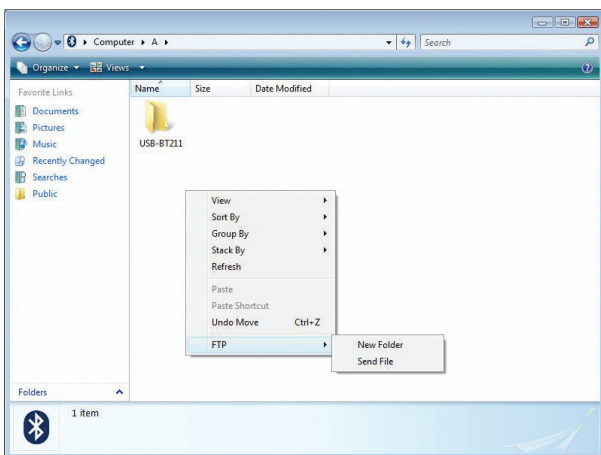 Computer ▸ A ▸
Search
Organize
Views
Favorite Links
Documents
Pictures
Music
Recently Changed
Searches
Public
Folders
Name
Size
Date Modified
USB-BT211
View
Sort By
Group By
Stack By
Refresh
Paste
Paste Shortcut
Undo Move Ctrl+Z
FTP
New Folder
Send File
1 item